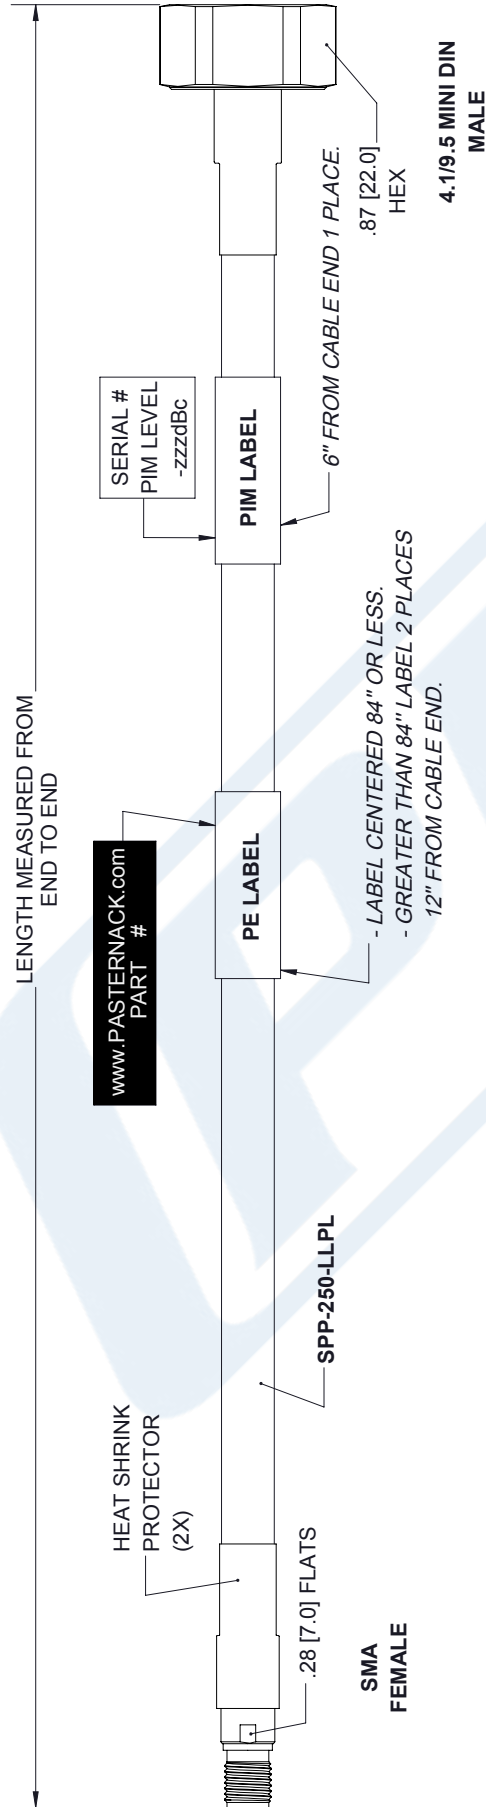 LENGTH MEASURED FROM
END TO END
www.PASTERNACK.com
PART #
SERIAL #
PIM LEVEL
-zzzdBc
HEAT SHRINK
PROTECTOR
(2X)
PE LABEL
PIM LABEL
.28 [7.0] FLATS
SPP-250-LLPL
- LABEL CENTERED 84" OR LESS.
- GREATER THAN 84" LABEL 2 PLACES
12" FROM CABLE END.
6" FROM CABLE END 1 PLACE.
.87 [22.0]
HEX
SMA
FEMALE
4.1/9.5 MINI DIN
MALE